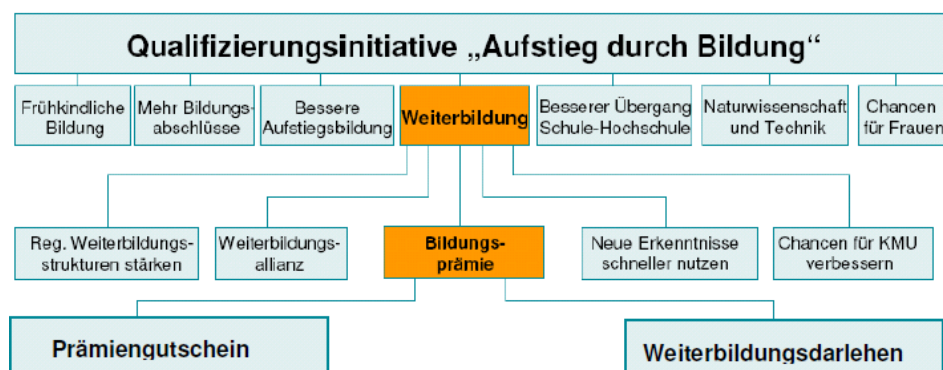 Qualifizierungsinitiative „Aufstieg durch Bildung“
Frühkindliche
Bildung
Mehr Bildungs-
abschlüsse
Bessere
Aufstiegsbildung
Weiterbildung
Besserer Übergang
Schule-Hochschule
Naturwissenschaft
und Technik
Chancen
für Frauen
Reg. Weiterbildungs-
strukturen stärken
Weiterbildungs-
allianz
Bildungs-
prämie
Neue Erkenntnisse
schneller nutzen
Chancen für KMU
verbessern
Prämiengutschein
Weiterbildungsdarlehen